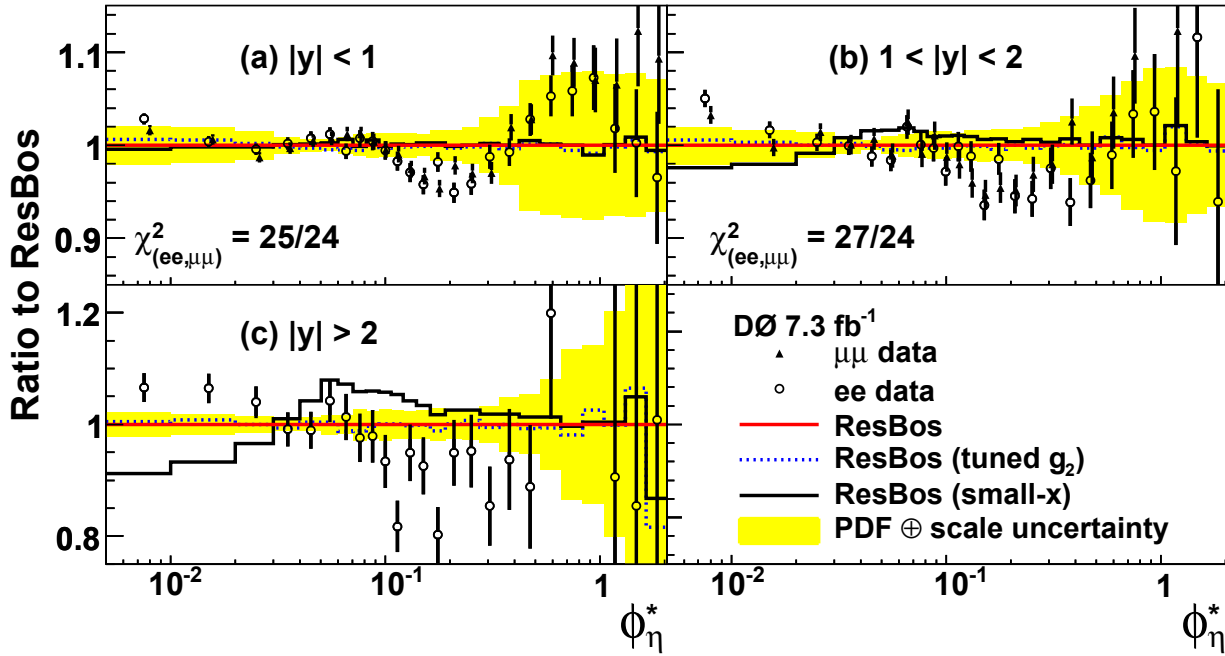 Ratio to ResBos
1.1
1
0.9
(a) |y| < 1
χ²(ee,μμ) = 25/24
(b) 1 < |y| < 2
χ²(ee,μμ) = 27/24
1.2
1
0.8
(c) |y| > 2
DØ 7.3 fb⁻¹
μμ data
ee data
ResBos
ResBos (tuned g₂)
ResBos (small-x)
PDF ⊕ scale uncertainty
10⁻² 10⁻¹ 1
10⁻² 10⁻¹ 1
ϕ*η
ϕ*η